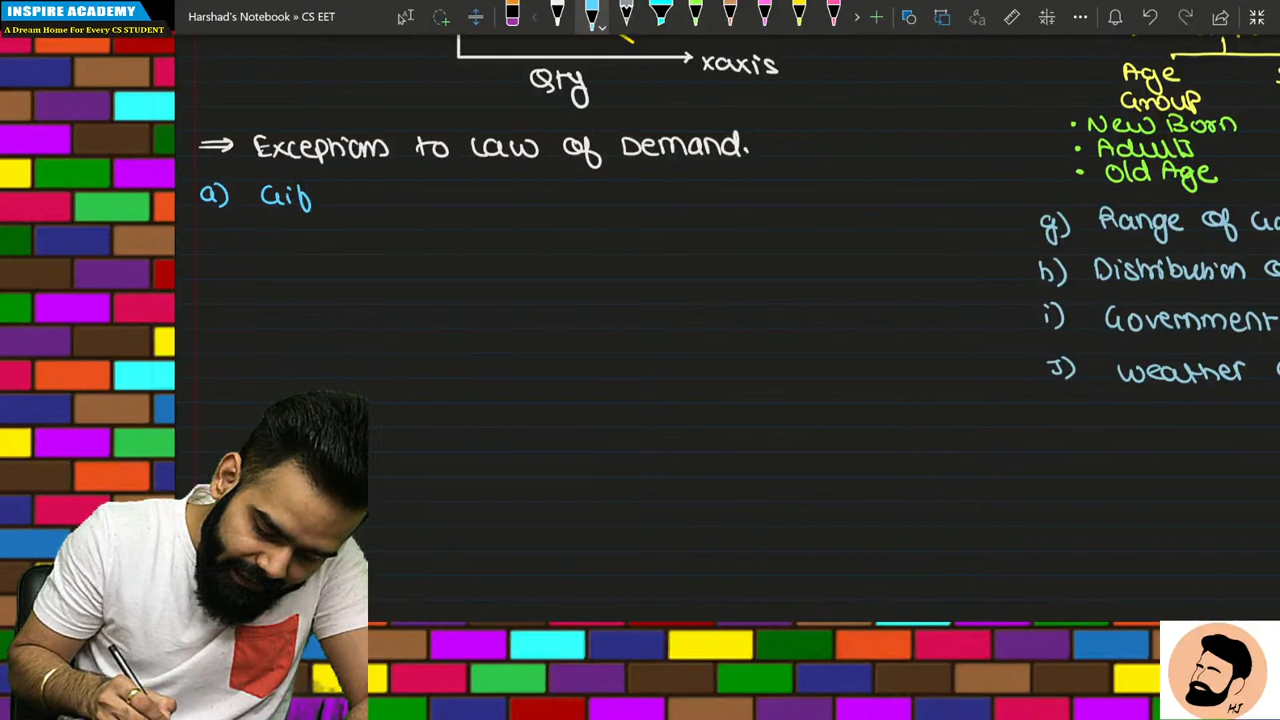 INSPIRE ACADEMY
A Dream Home For Every CS STUDENT
Harshad's Notebook » CS EET
xaxis
Qty
⇒ Exceptions to Law of Demand.
a) Gif
Age
Group
• New Born
• Adult
• Old Age
g) Range of
h) Distribution
i) Government
J) Weather
HJ